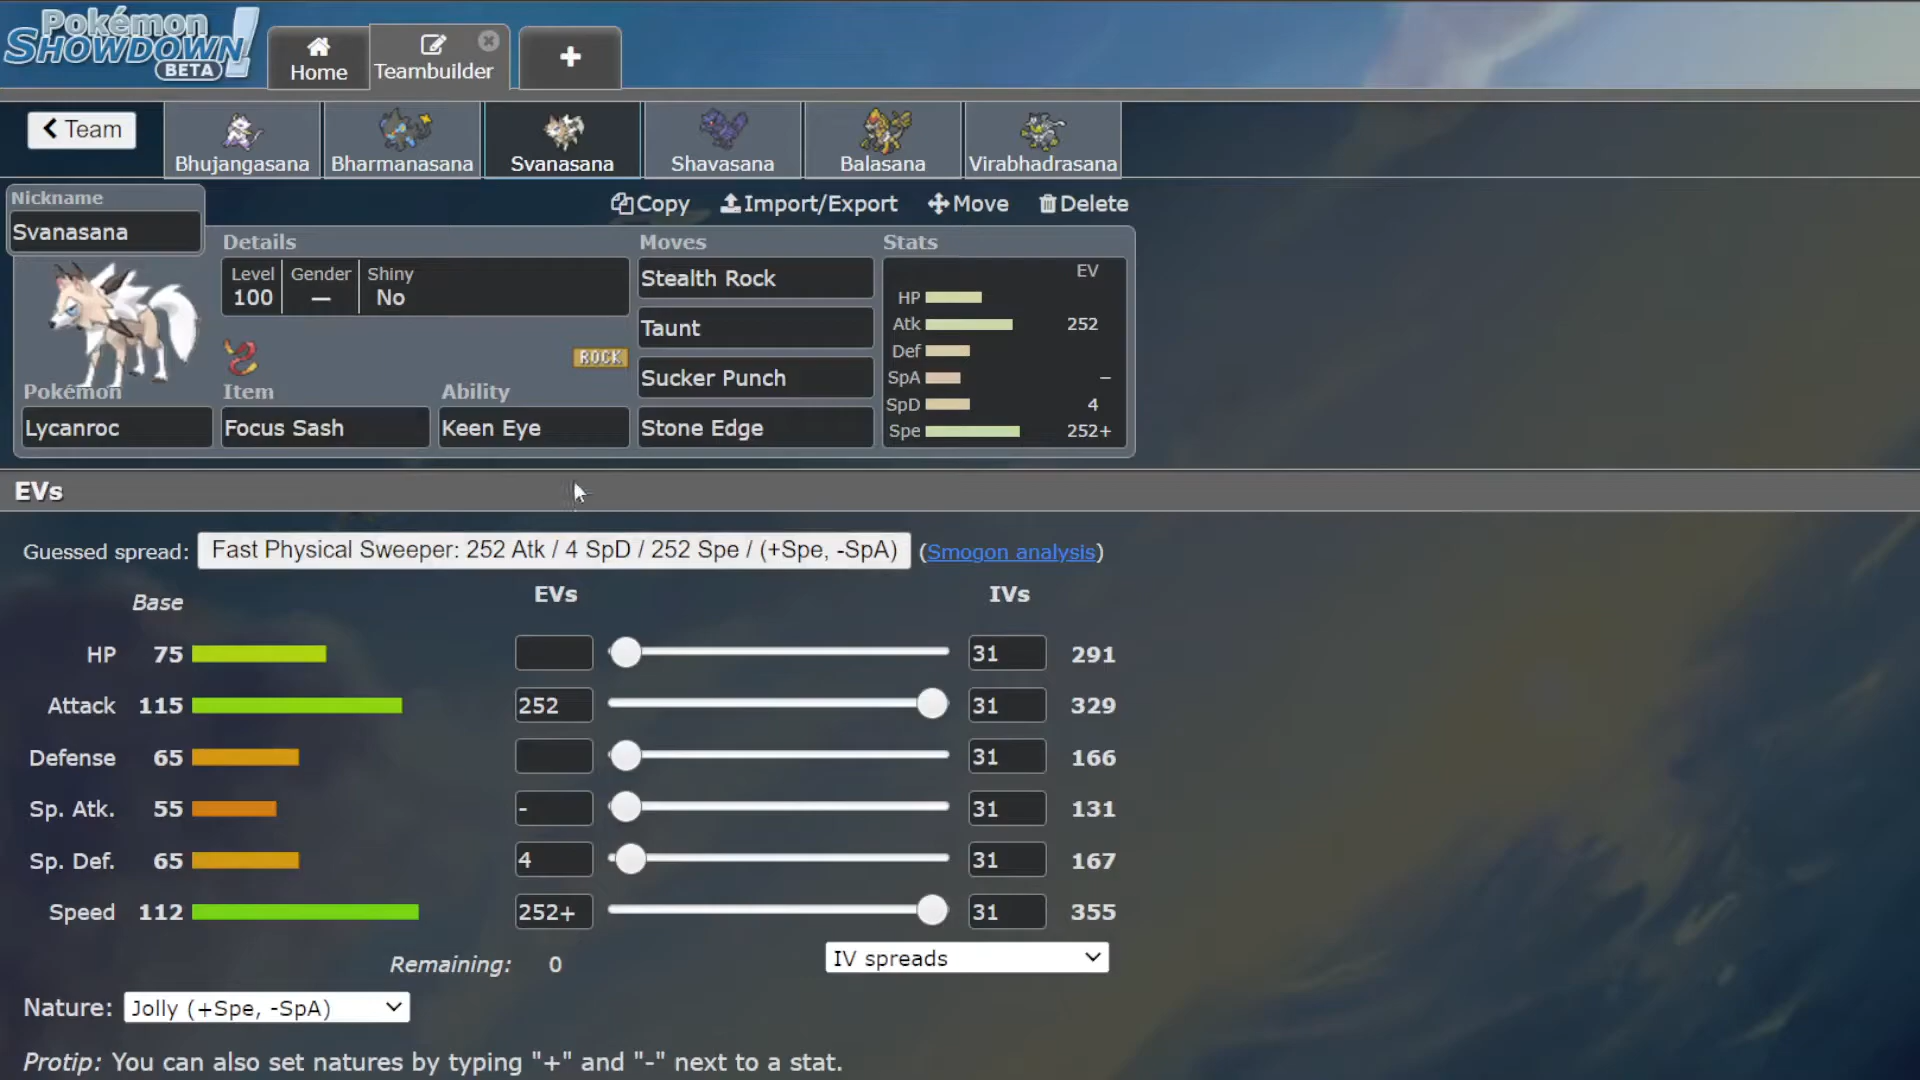 Pokémon
SHOWDOWN!
BETA
Home
Teambuilder
Team
Bhujangasana
Bharmanasana
Svanasana
Shavasana
Balasana
Virabhadrasana
Nickname
Svanasana
Copy
Import/Export
Move
Delete
Details
Moves
Stats
Level
100
Gender
—
Shiny
No
ROCK
Pokémon
Lycanroc
Item
Focus Sash
Ability
Keen Eye
Stealth Rock
Taunt
Sucker Punch
Stone Edge
EV
HP
Atk 252
Def
SpA –
SpD 4
Spe 252+
EVs
Guessed spread: Fast Physical Sweeper: 252 Atk / 4 SpD / 252 Spe / (+Spe, -SpA) (Smogon analysis)
Base EVs IVs
HP 75 31 291
Attack 115 252 31 329
Defense 65 31 166
Sp. Atk. 55 - 31 131
Sp. Def. 65 4 31 167
Speed 112 252+ 31 355
Remaining: 0
IV spreads
Nature: Jolly (+Spe, -SpA)
Protip: You can also set natures by typing "+" and "-" next to a stat.